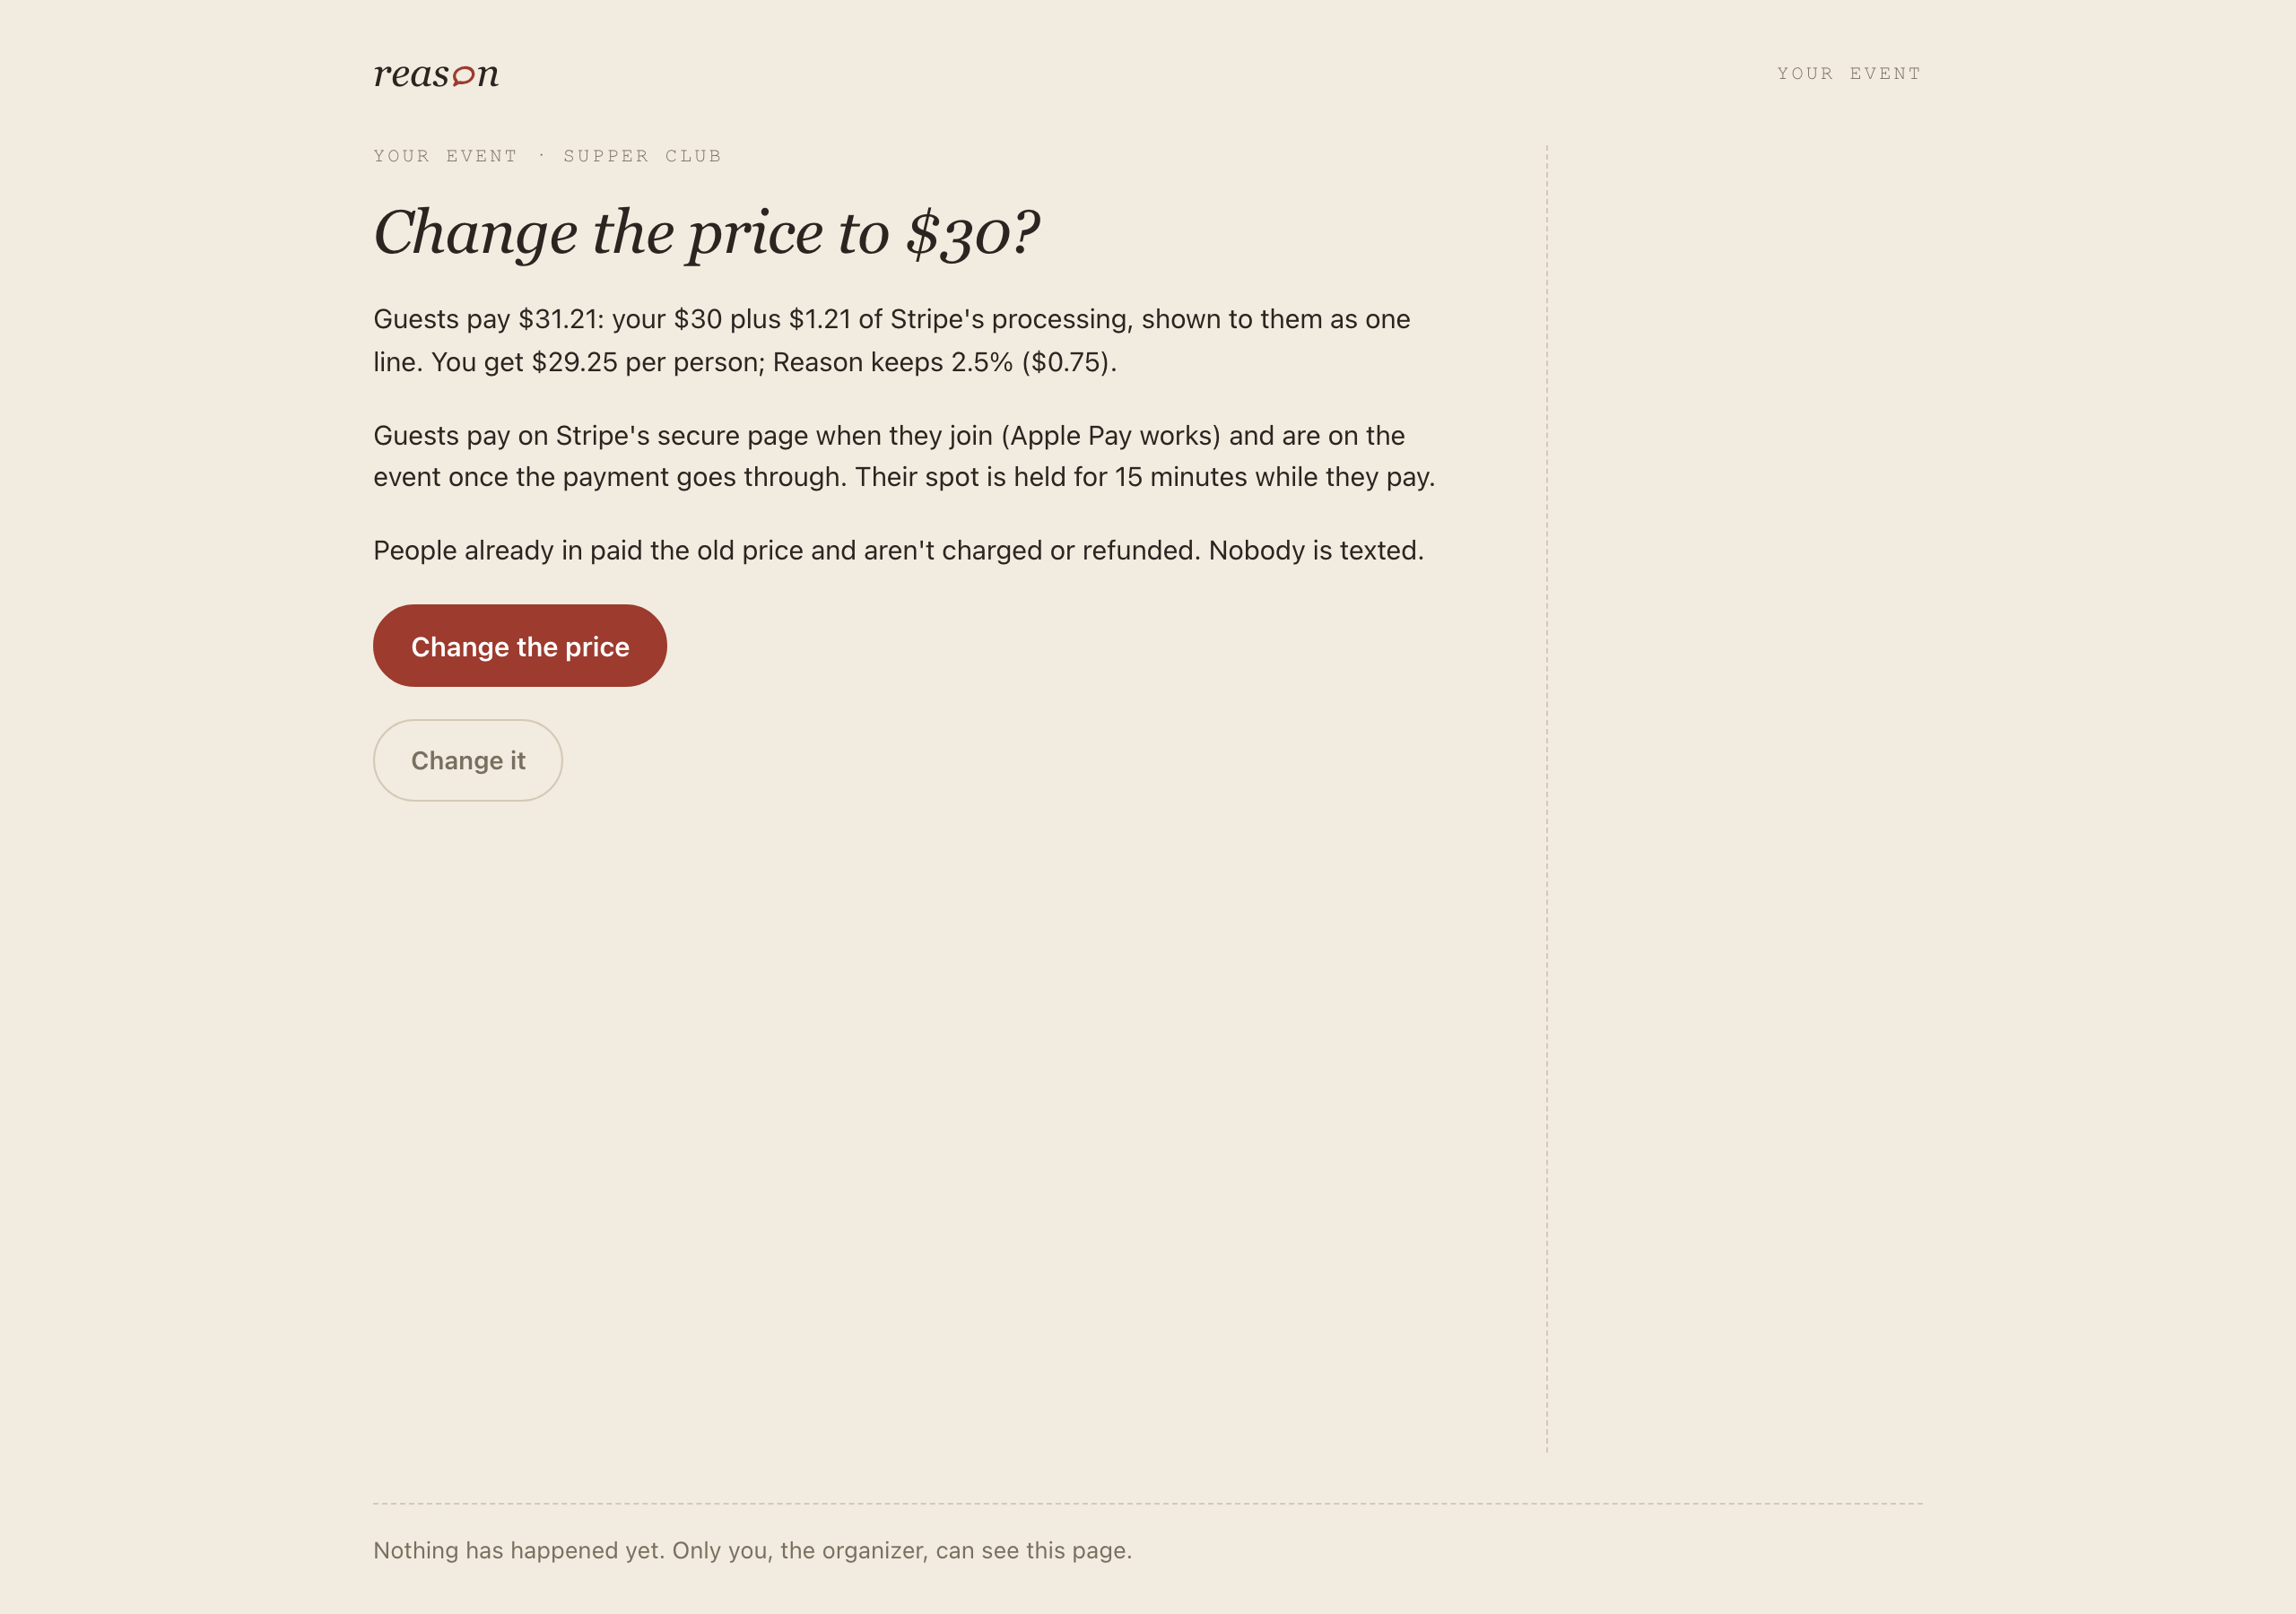 reason
YOUR EVENT
YOUR EVENT · SUPPER CLUB
Change the price to $30?
Guests pay $31.21: your $30 plus $1.21 of Stripe's processing, shown to them as one
line. You get $29.25 per person; Reason keeps 2.5% ($0.75).
Guests pay on Stripe's secure page when they join (Apple Pay works) and are on the
event once the payment goes through. Their spot is held for 15 minutes while they pay.
People already in paid the old price and aren't charged or refunded. Nobody is texted.
Change the price
Change it
Nothing has happened yet. Only you, the organizer, can see this page.